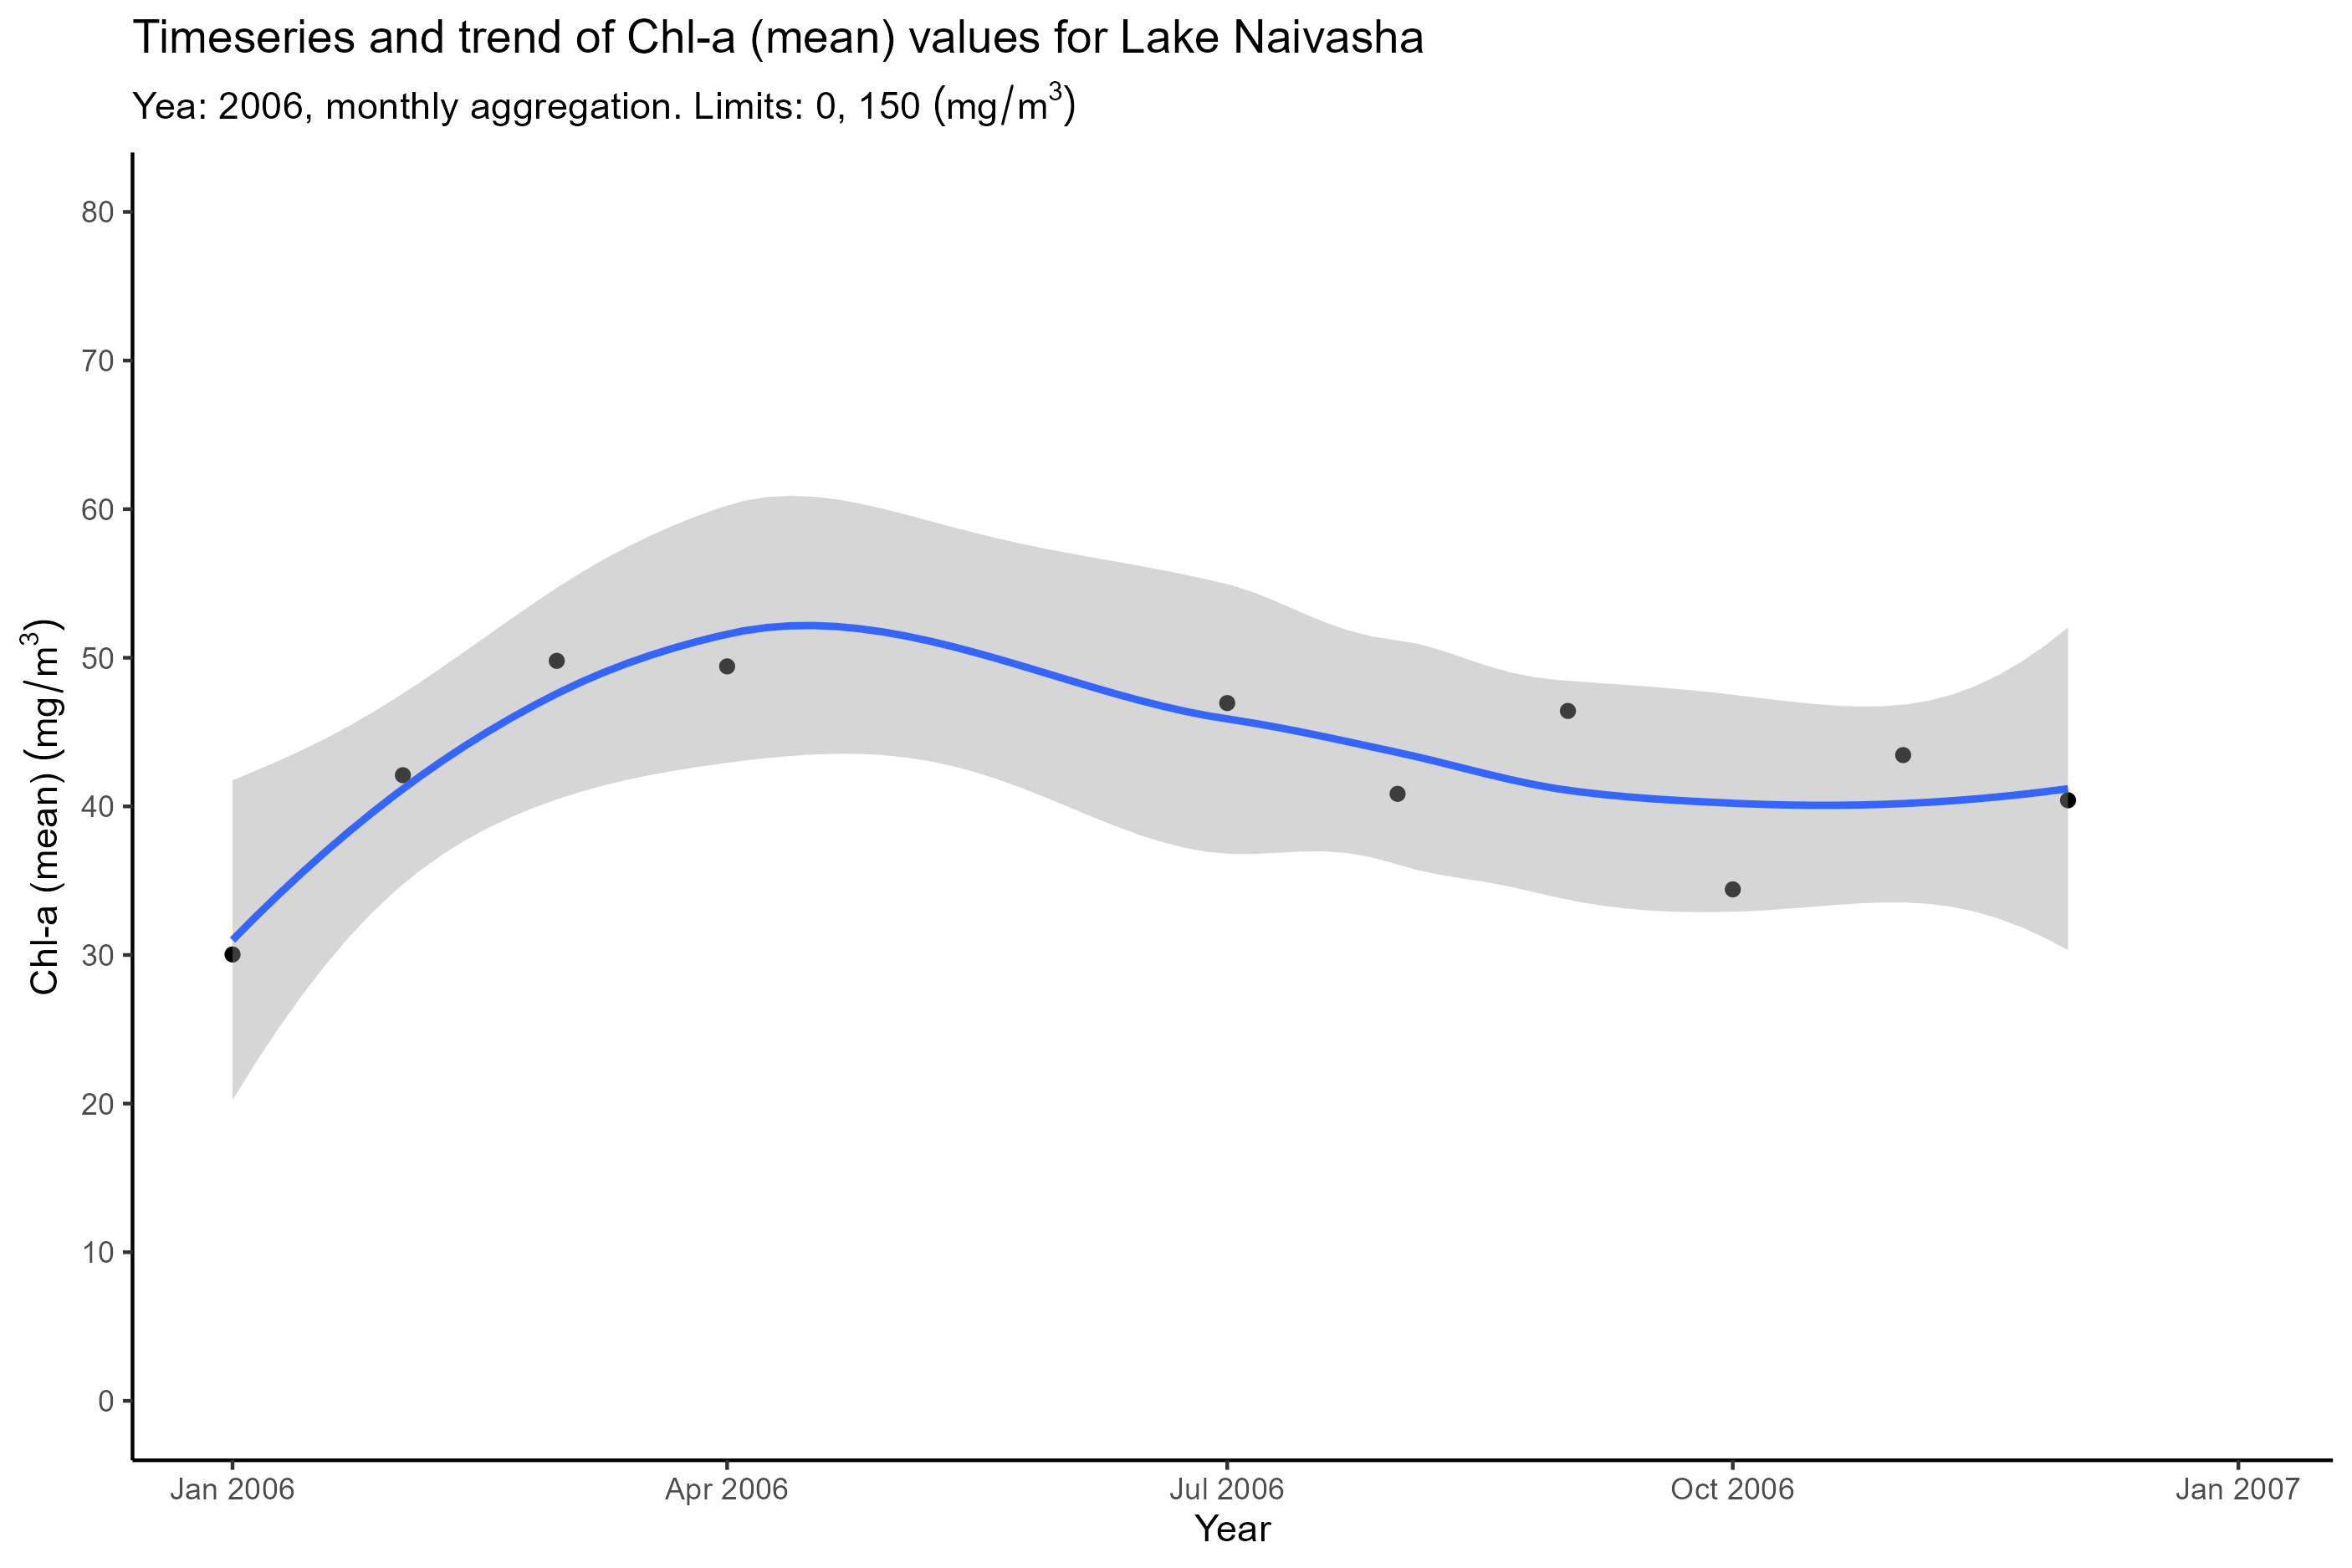 Timeseries and trend of Chl-a (mean) values for Lake Naivasha
Yea: 2006, monthly aggregation. Limits: 0, 150 (mg/m³)
Chl-a (mean) (mg/m³)
80
70
60
50
40
30
20
10
0
Jan 2006
Apr 2006
Jul 2006
Oct 2006
Jan 2007
Year